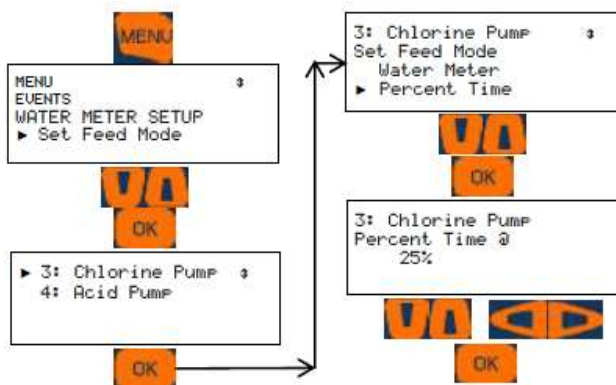 MENU
MENU
EVENTS
WATER METER SETUP
► Set Feed Mode
OK
► 3: Chlorine Pump
4: Acid Pump
OK
3: Chlorine Pump
Set Feed Mode
Water Meter
► Percent Time
OK
3: Chlorine Pump
Percent Time @
25%
OK